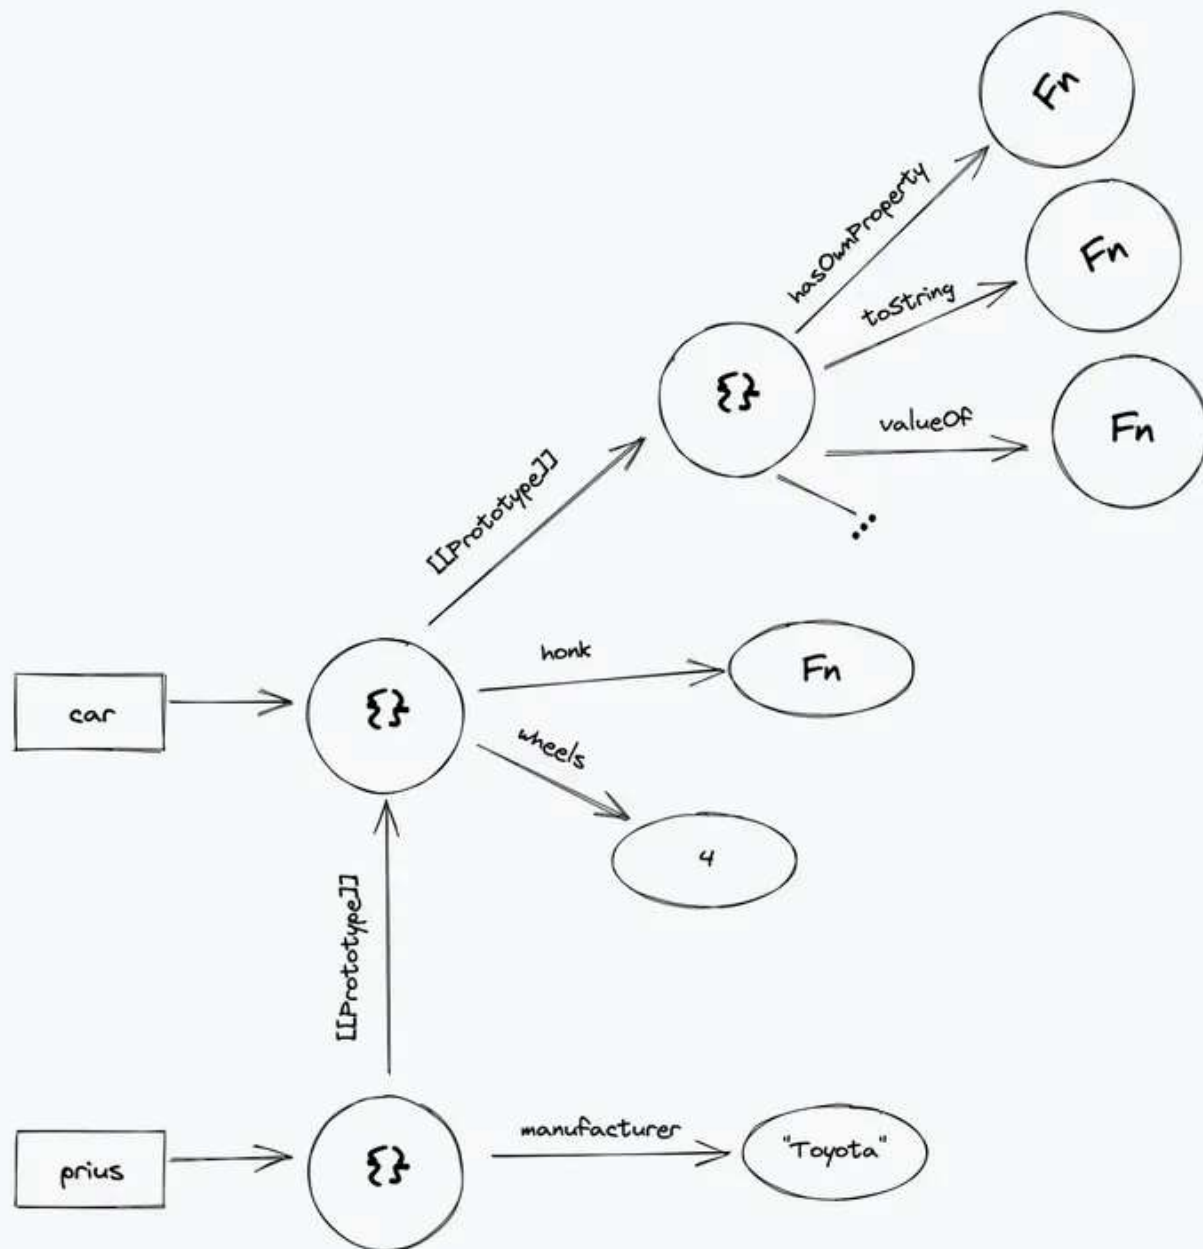 Fn
hasOwnProperty
Fn
toString
{}
valueOf
Fn
[[Prototype]]
...
honk
Fn
car
{}
wheels
4
[[Prototype]]
manufacturer
"Toyota"
prius
{}